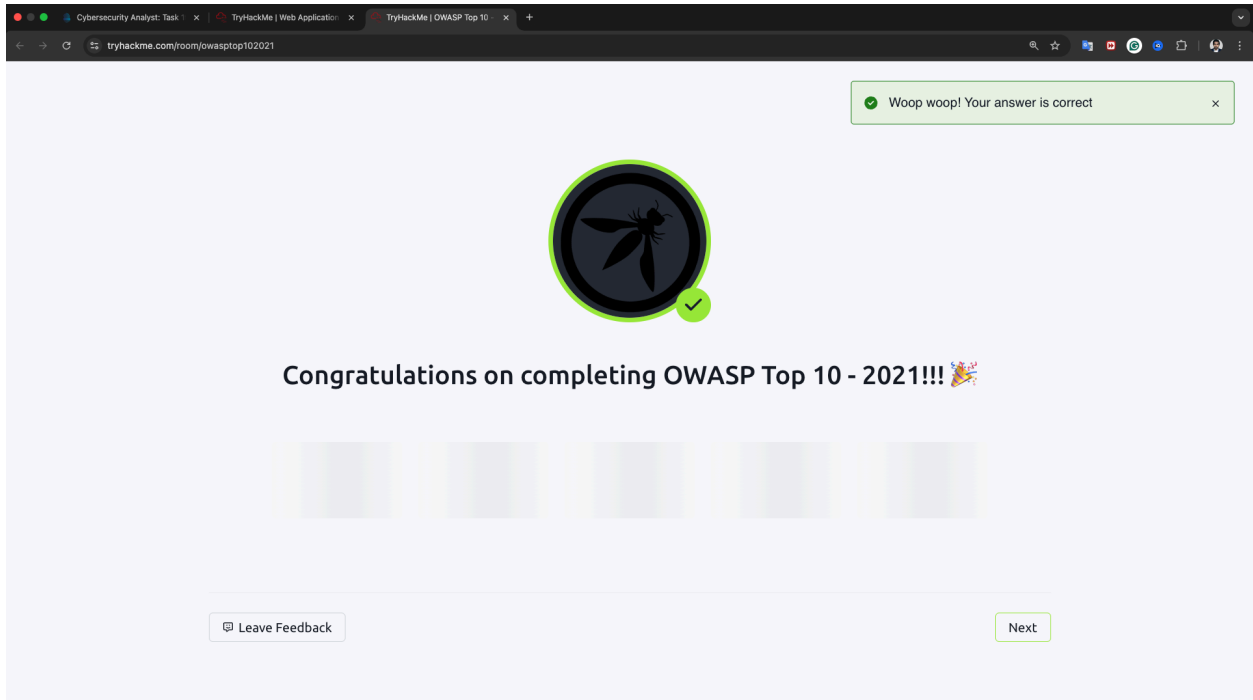 Cybersecurity Analyst: Task 1
TryHackMe | Web Application
TryHackMe | OWASP Top 10 -
tryhackme.com/room/owasptop102021
Woop woop! Your answer is correct
Congratulations on completing OWASP Top 10 - 2021!!! 🎉
Leave Feedback
Next